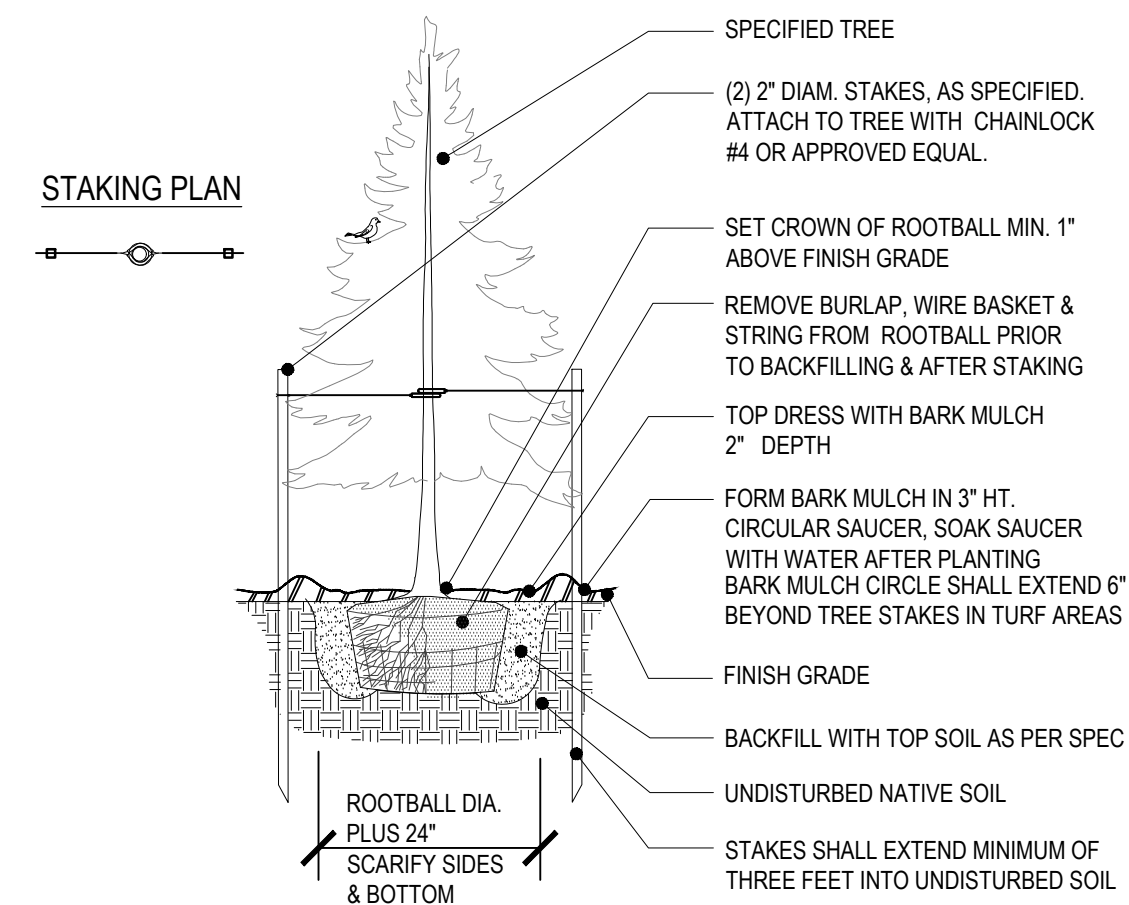 STAKING PLAN
SPECIFIED TREE
(2) 2" DIAM. STAKES, AS SPECIFIED.
ATTACH TO TREE WITH CHAINLOCK
#4 OR APPROVED EQUAL.
SET CROWN OF ROOTBALL MIN. 1"
ABOVE FINISH GRADE
REMOVE BURLAP, WIRE BASKET &
STRING FROM ROOTBALL PRIOR
TO BACKFILLING & AFTER STAKING
TOP DRESS WITH BARK MULCH
2" DEPTH
FORM BARK MULCH IN 3" HT.
CIRCULAR SAUCER, SOAK SAUCER
WITH WATER AFTER PLANTING
BARK MULCH CIRCLE SHALL EXTEND 6"
BEYOND TREE STAKES IN TURF AREAS
FINISH GRADE
BACKFILL WITH TOP SOIL AS PER SPEC
UNDISTURBED NATIVE SOIL
STAKES SHALL EXTEND MINIMUM OF
THREE FEET INTO UNDISTURBED SOIL
ROOTBALL DIA.
PLUS 24"
SCARIFY SIDES
& BOTTOM